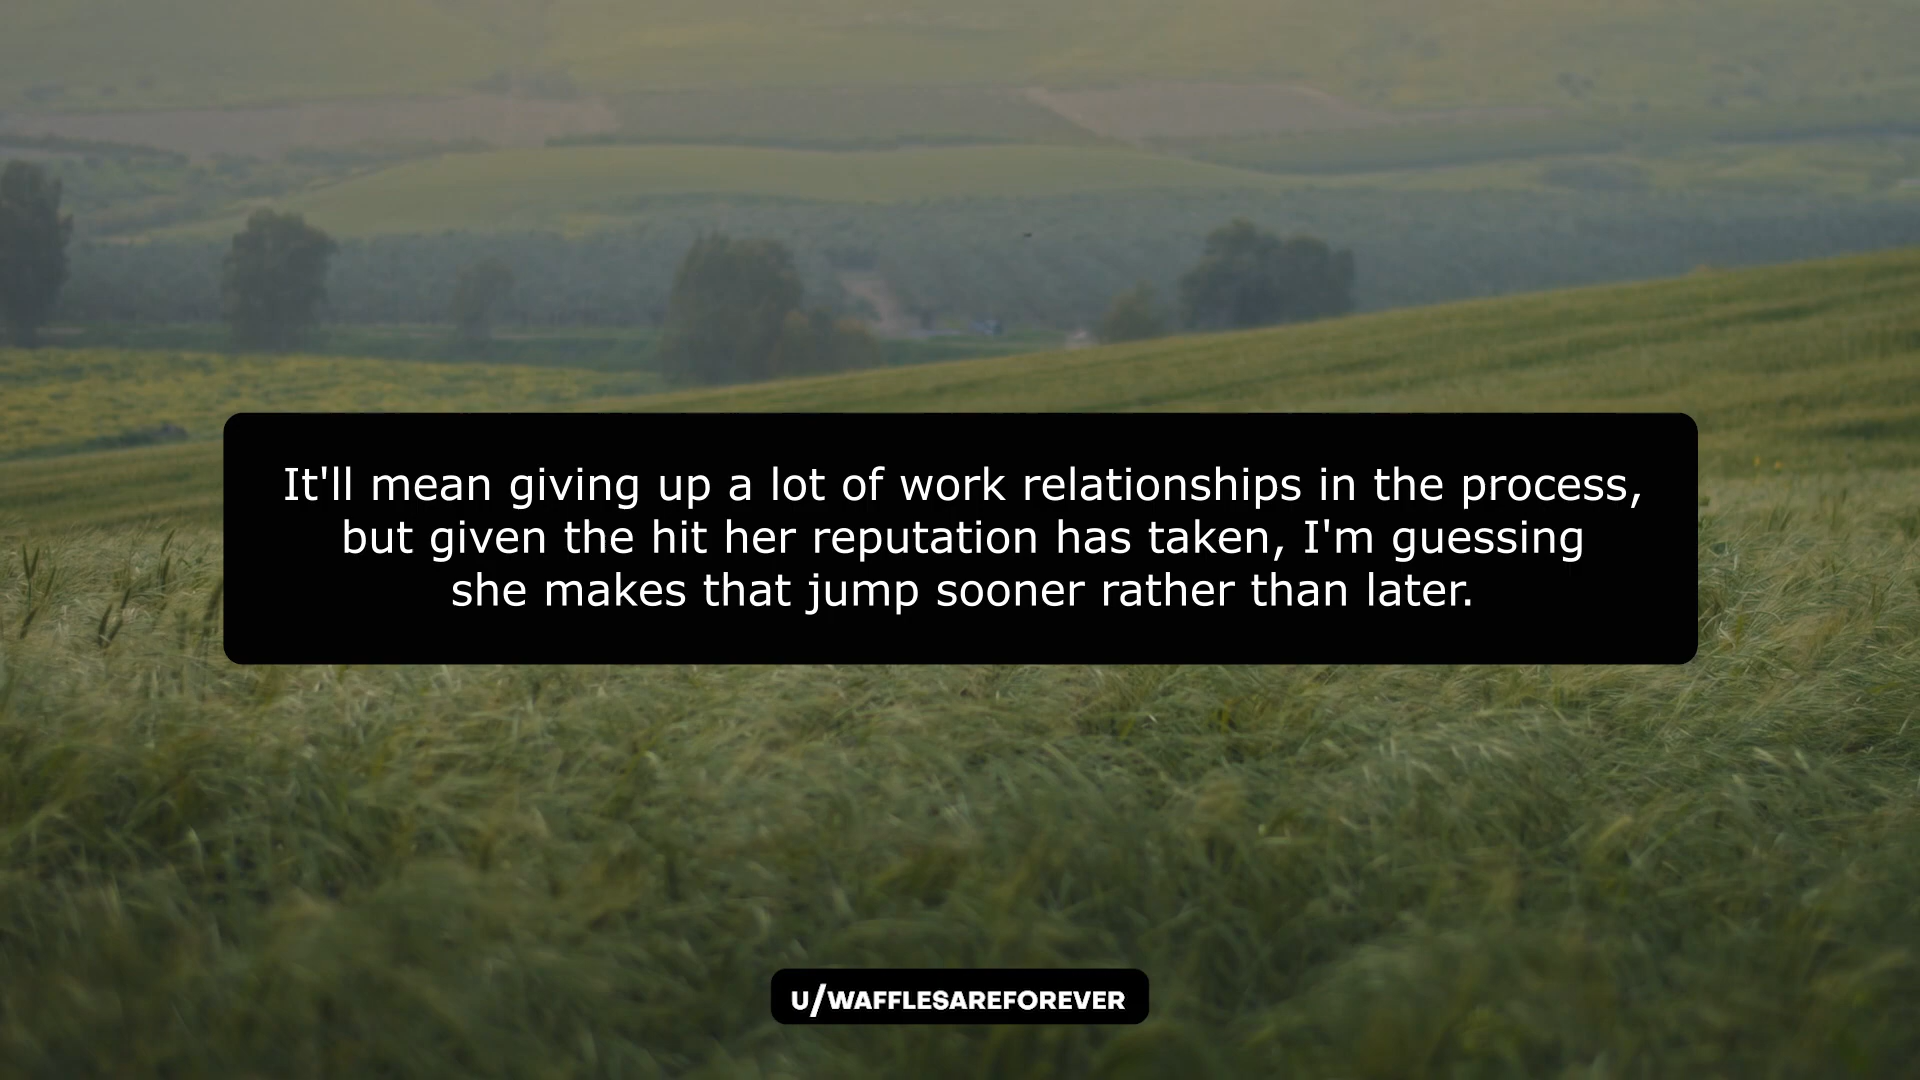 It'll mean giving up a lot of work relationships in the process,
but given the hit her reputation has taken, I'm guessing
she makes that jump sooner rather than later.
U/WAFFLESAREFOREVER